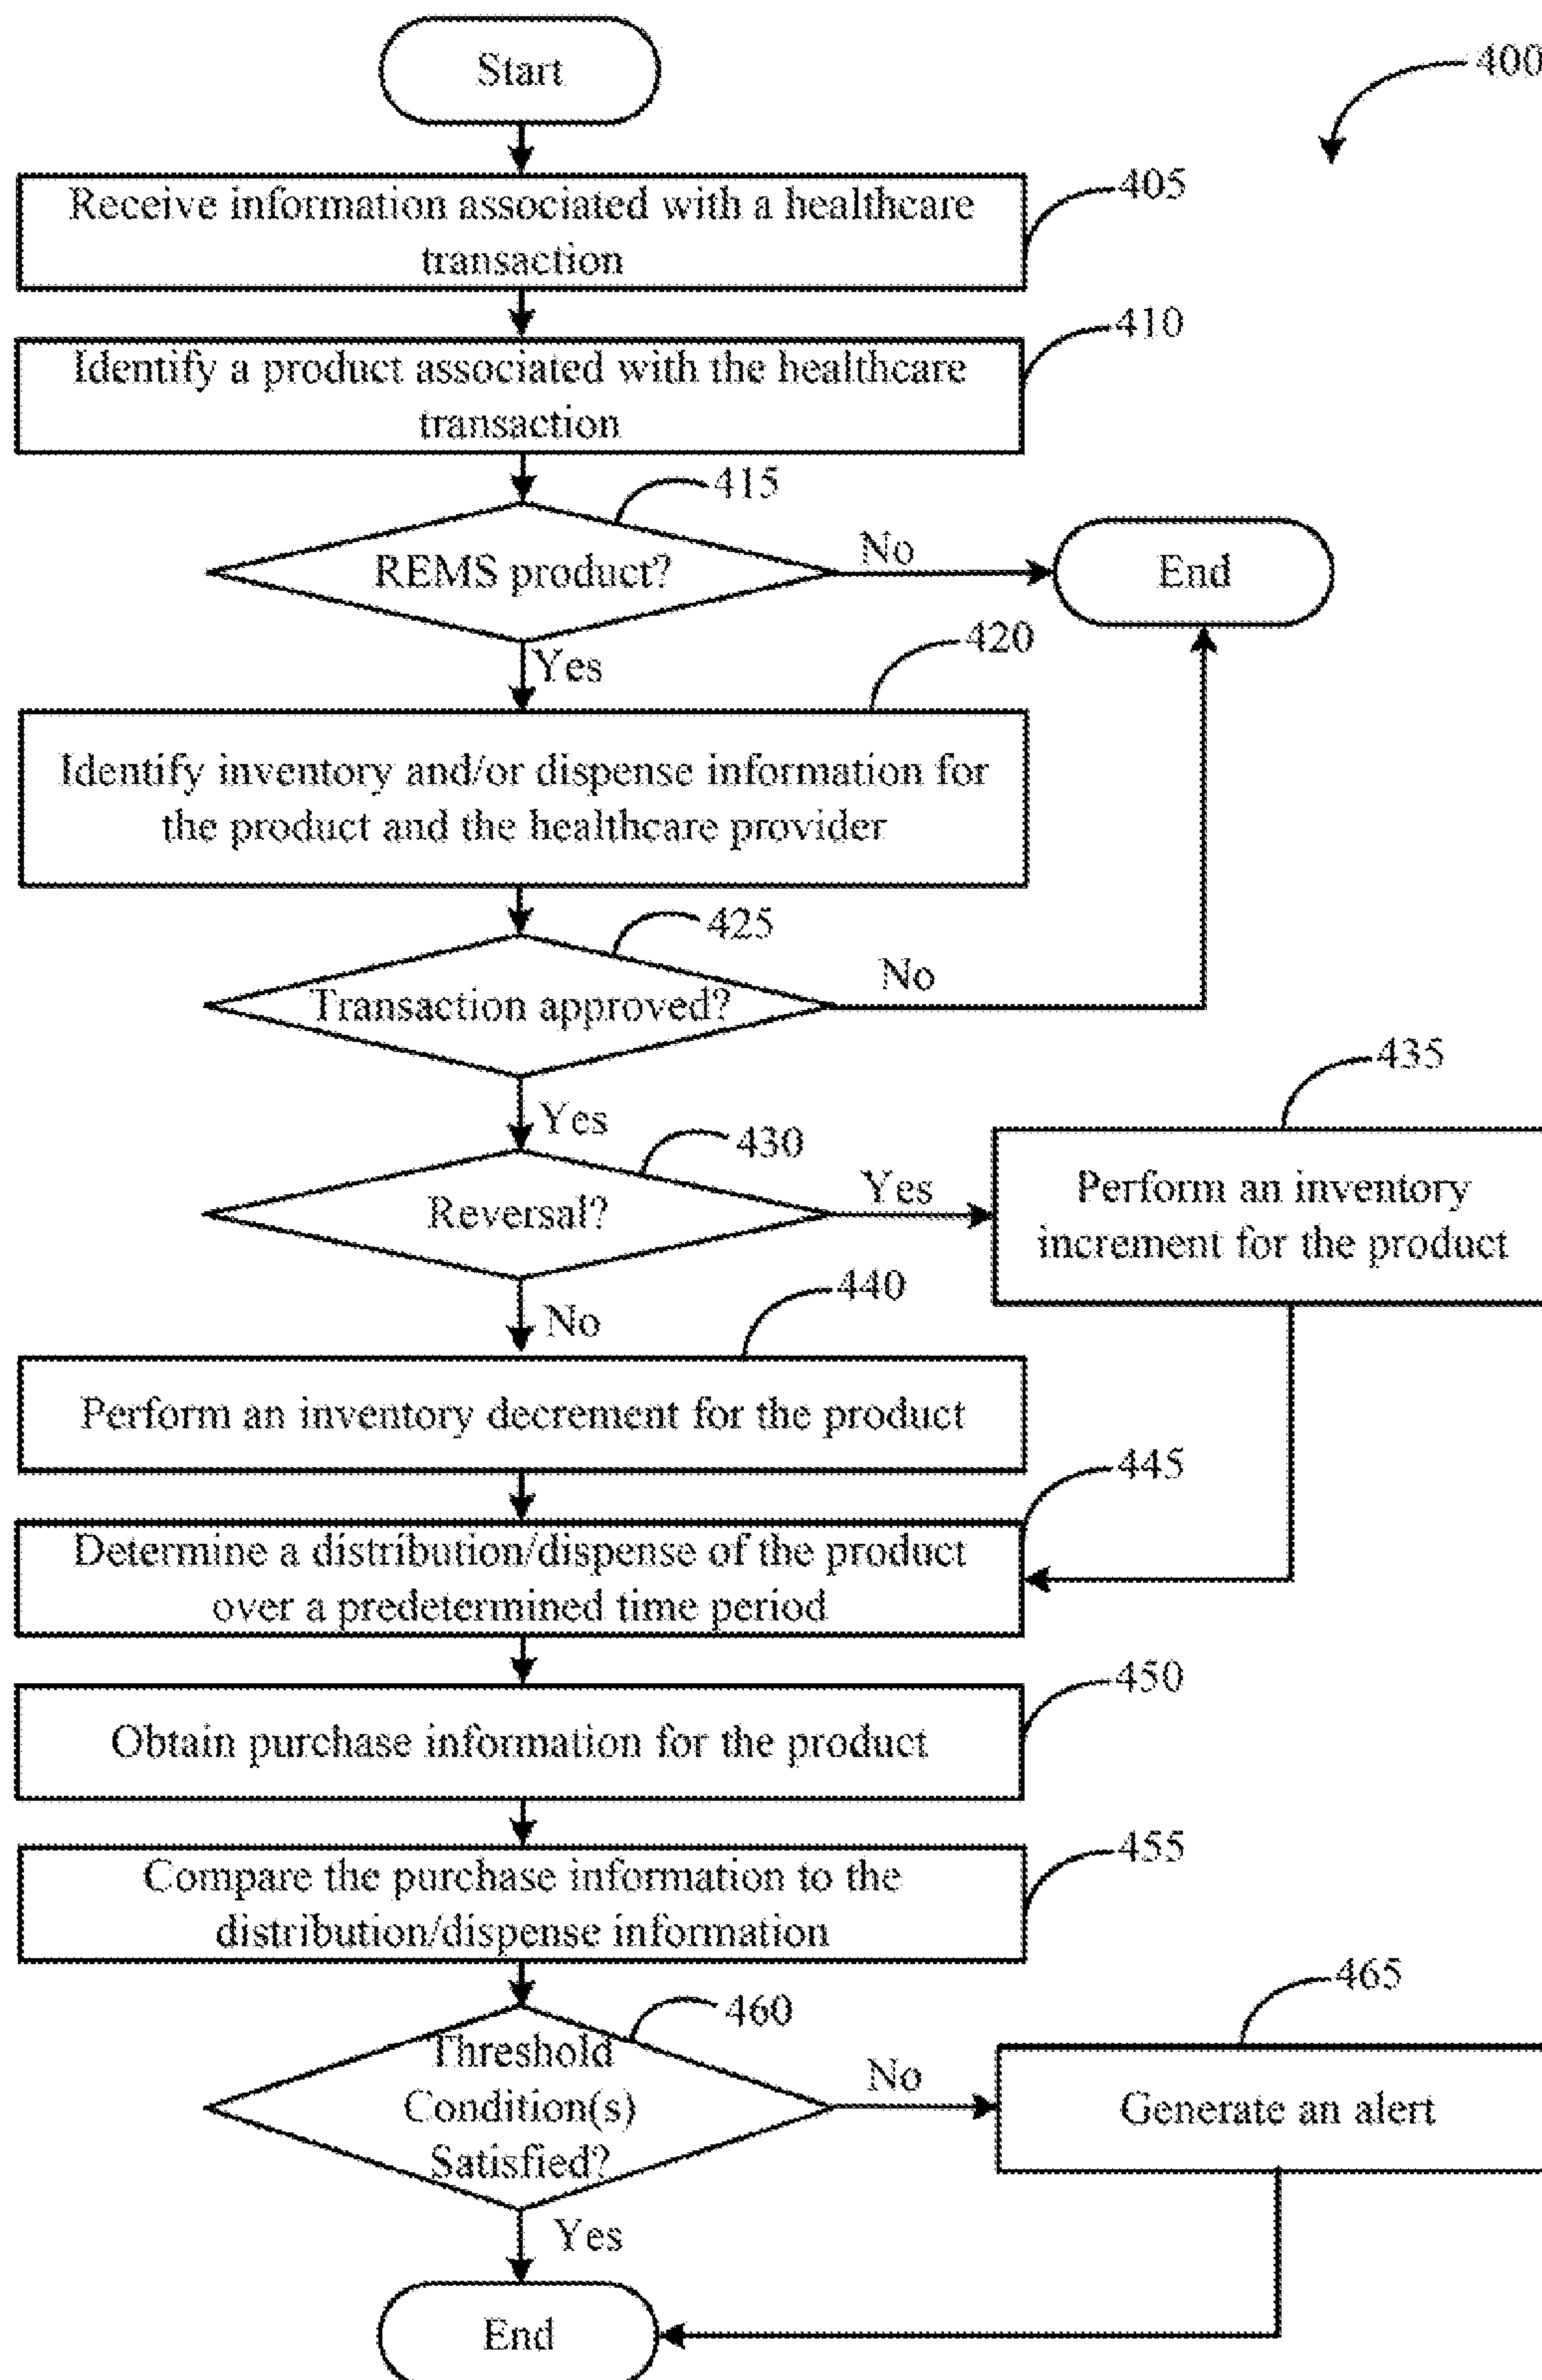 Start
400
Receive information associated with a healthcare
transaction
405
Identify a product associated with the healthcare
transaction
410
415
REMS product?
No
End
Yes
420
Identify inventory and/or dispense information for
the product and the healthcare provider
425
Transaction approved?
No
Yes
430
Reversal?
Yes
435
Perform an inventory
increment for the product
No
440
Perform an inventory decrement for the product
445
Determine a distribution/dispense of the product
over a predetermined time period
450
Obtain purchase information for the product
455
Compare the purchase information to the
distribution/dispense information
460
Threshold
Condition(s)
Satisfied?
No
465
Generate an alert
Yes
End